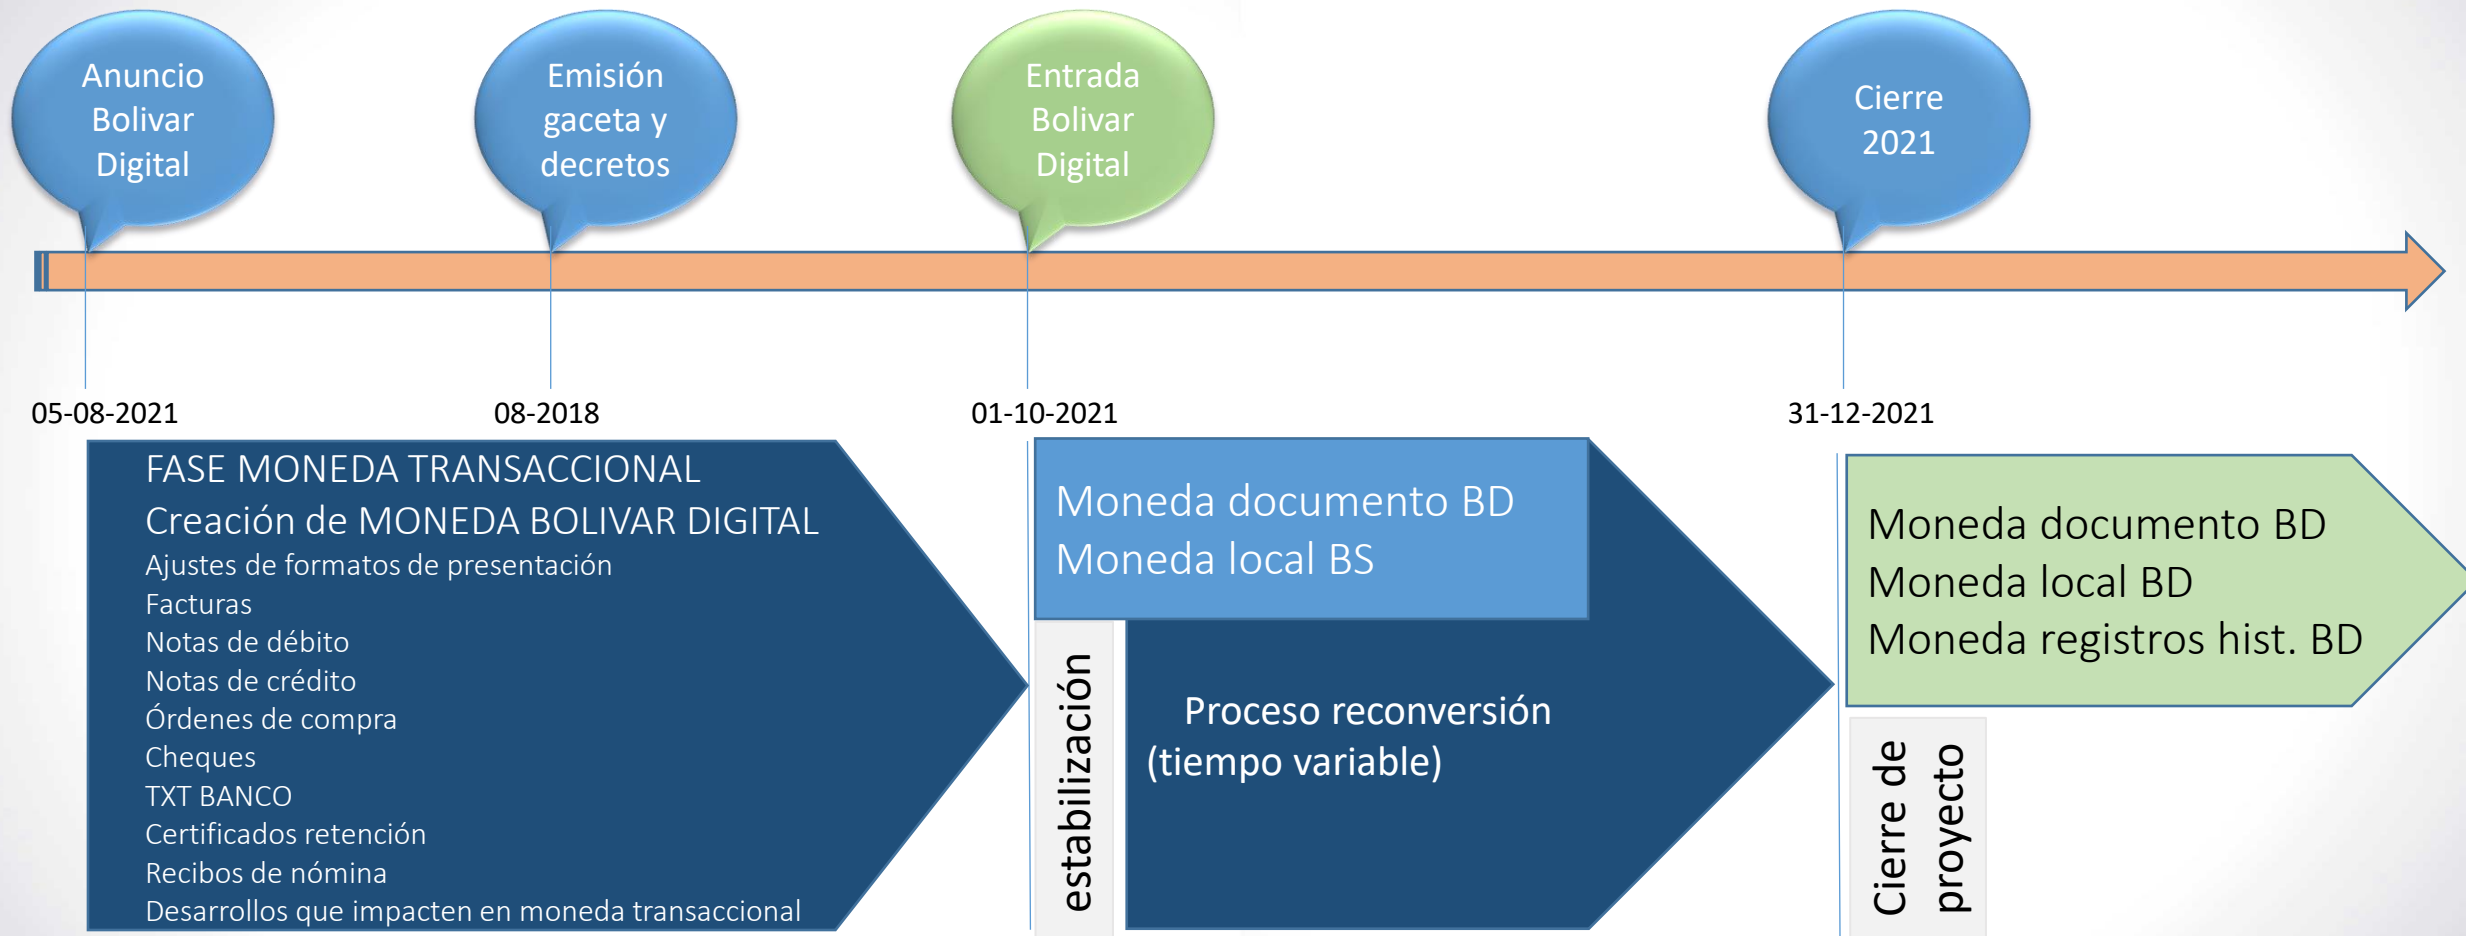 Anuncio
Bolivar
Digital
Emisión
gaceta y
decretos
Entrada
Bolivar
Digital
Cierre
2021
05-08-2021
08-2018
01-10-2021
31-12-2021
FASE MONEDA TRANSACCIONAL
Creación de MONEDA BOLIVAR DIGITAL
Ajustes de formatos de presentación
Facturas
Notas de débito
Notas de crédito
Órdenes de compra
Cheques
TXT BANCO
Certificados retención
Recibos de nómina
Desarrollos que impacten en moneda transaccional
Moneda documento BD
Moneda local BS
estabilización
Proceso reconversión
(tiempo variable)
Moneda documento BD
Moneda local BD
Moneda registros hist. BD
Cierre de
proyecto